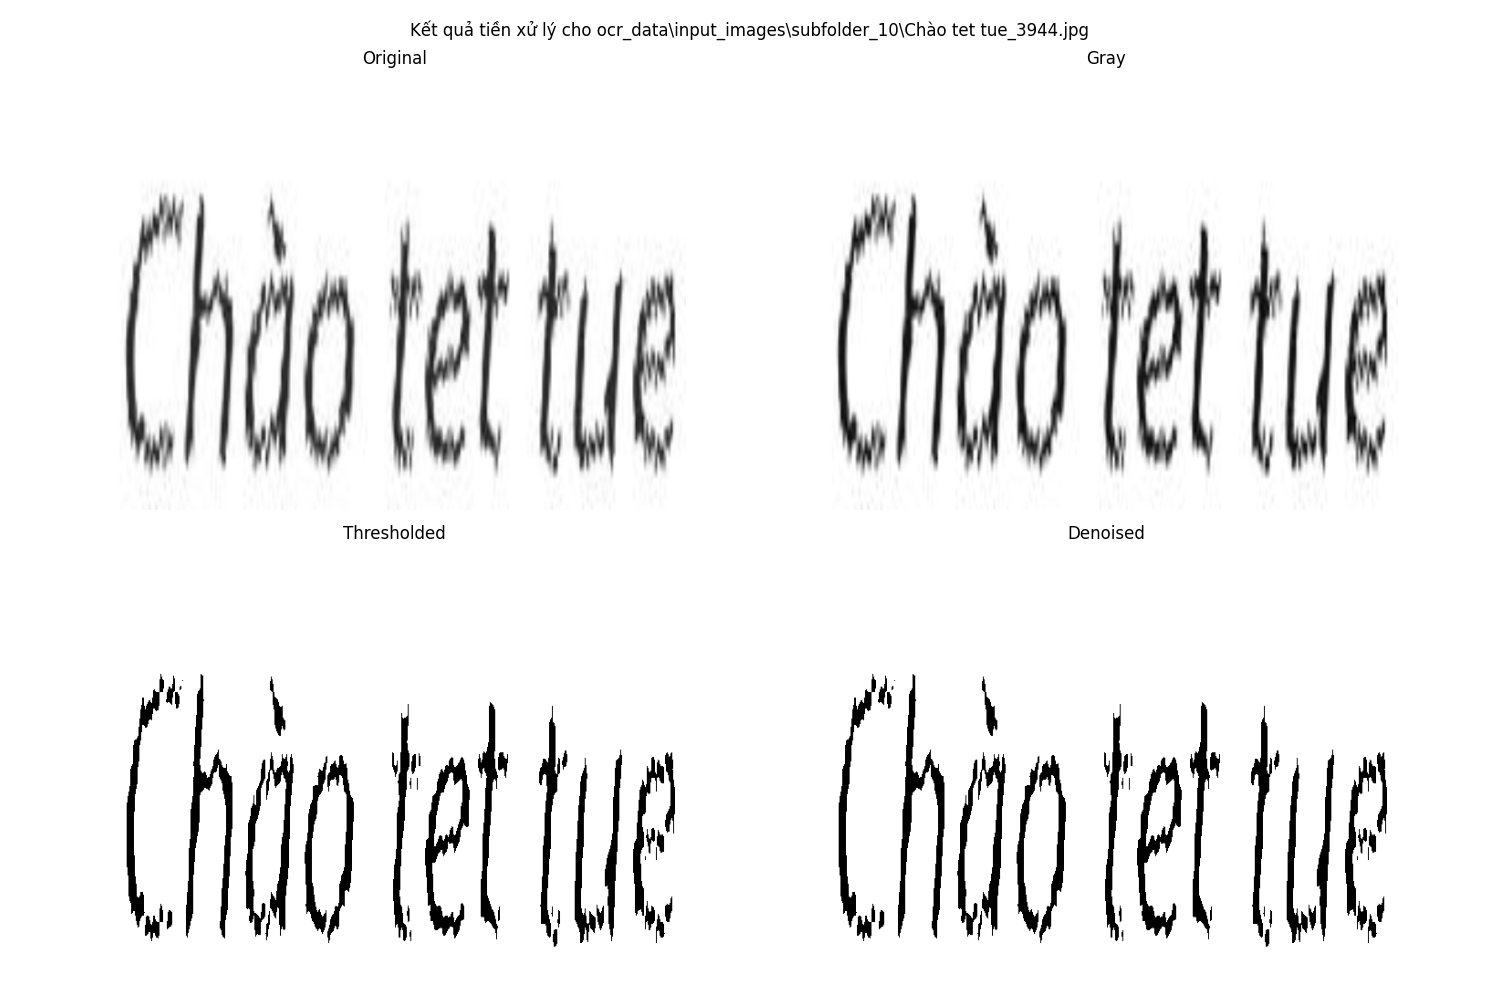 Kết quả tiền xử lý cho ocr_data\input_images\subfolder_10\Chào tet tue_3944.jpg
Original
Gray
Chào tet tue
Chào tet tue
Thresholded
Denoised
Chào tet tue
Chào tet tue